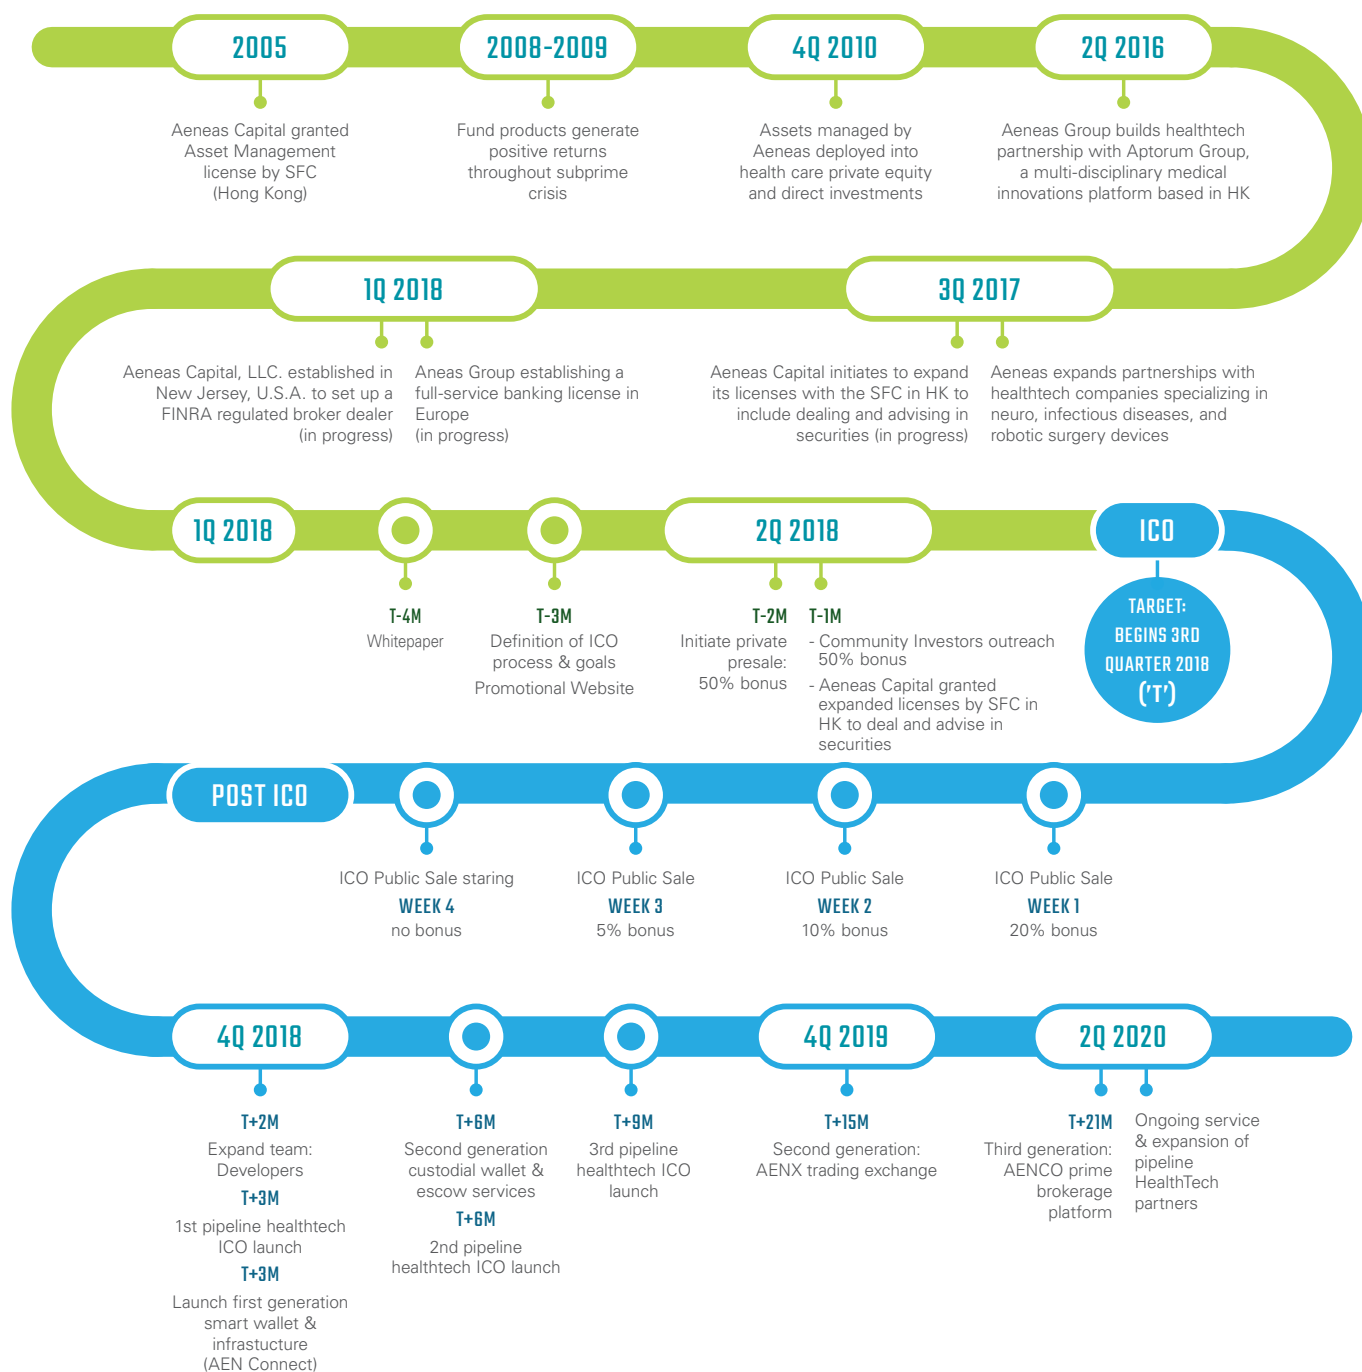 2005
Aeneas Capital granted
Asset Management
license by SFC
(Hong Kong)
2008-2009
Fund products generate
positive returns
throughout subprime
crisis
4Q 2010
Assets managed by
Aeneas deployed into
health care private equity
and direct investments
2Q 2016
Aeneas Group builds healthtech
partnership with Aptorum Group,
a multi-disciplinary medical
innovations platform based in HK
3Q 2017
Aeneas Capital initiates to expand
its licenses with the SFC in HK to
include dealing and advising in
securities (in progress)
Aeneas expands partnerships with
healthtech companies specializing in
neuro, infectious diseases, and
robotic surgery devices
1Q 2018
Aeneas Capital, LLC. established in
New Jersey, U.S.A. to set up a
FINRA regulated broker dealer
(in progress)
Aneas Group establishing a
full-service banking license in
Europe
(in progress)
1Q 2018
T-4M
Whitepaper
T-3M
Definition of ICO
process & goals
Promotional Website
2Q 2018
T-2M
Initiate private
presale:
50% bonus
T-1M
- Community Investors outreach
50% bonus
- Aeneas Capital granted
expanded licenses by SFC in
HK to deal and advise in
securities
ICO
TARGET:
BEGINS 3RD
QUARTER 2018
('T')
ICO Public Sale
WEEK 1
20% bonus
ICO Public Sale
WEEK 2
10% bonus
ICO Public Sale
WEEK 3
5% bonus
ICO Public Sale staring
WEEK 4
no bonus
POST ICO
4Q 2018
T+2M
Expand team:
Developers
T+3M
1st pipeline healthtech
ICO launch
T+3M
Launch first generation
smart wallet &
infrastucture
(AEN Connect)
T+6M
Second generation
custodial wallet &
escow services
T+6M
2nd pipeline
healthtech ICO launch
T+9M
3rd pipeline
healthtech ICO
launch
4Q 2019
T+15M
Second generation:
AENX trading exchange
2Q 2020
T+21M
Third generation:
AENCO prime
brokerage
platform
Ongoing service
& expansion of
pipeline
HealthTech
partners